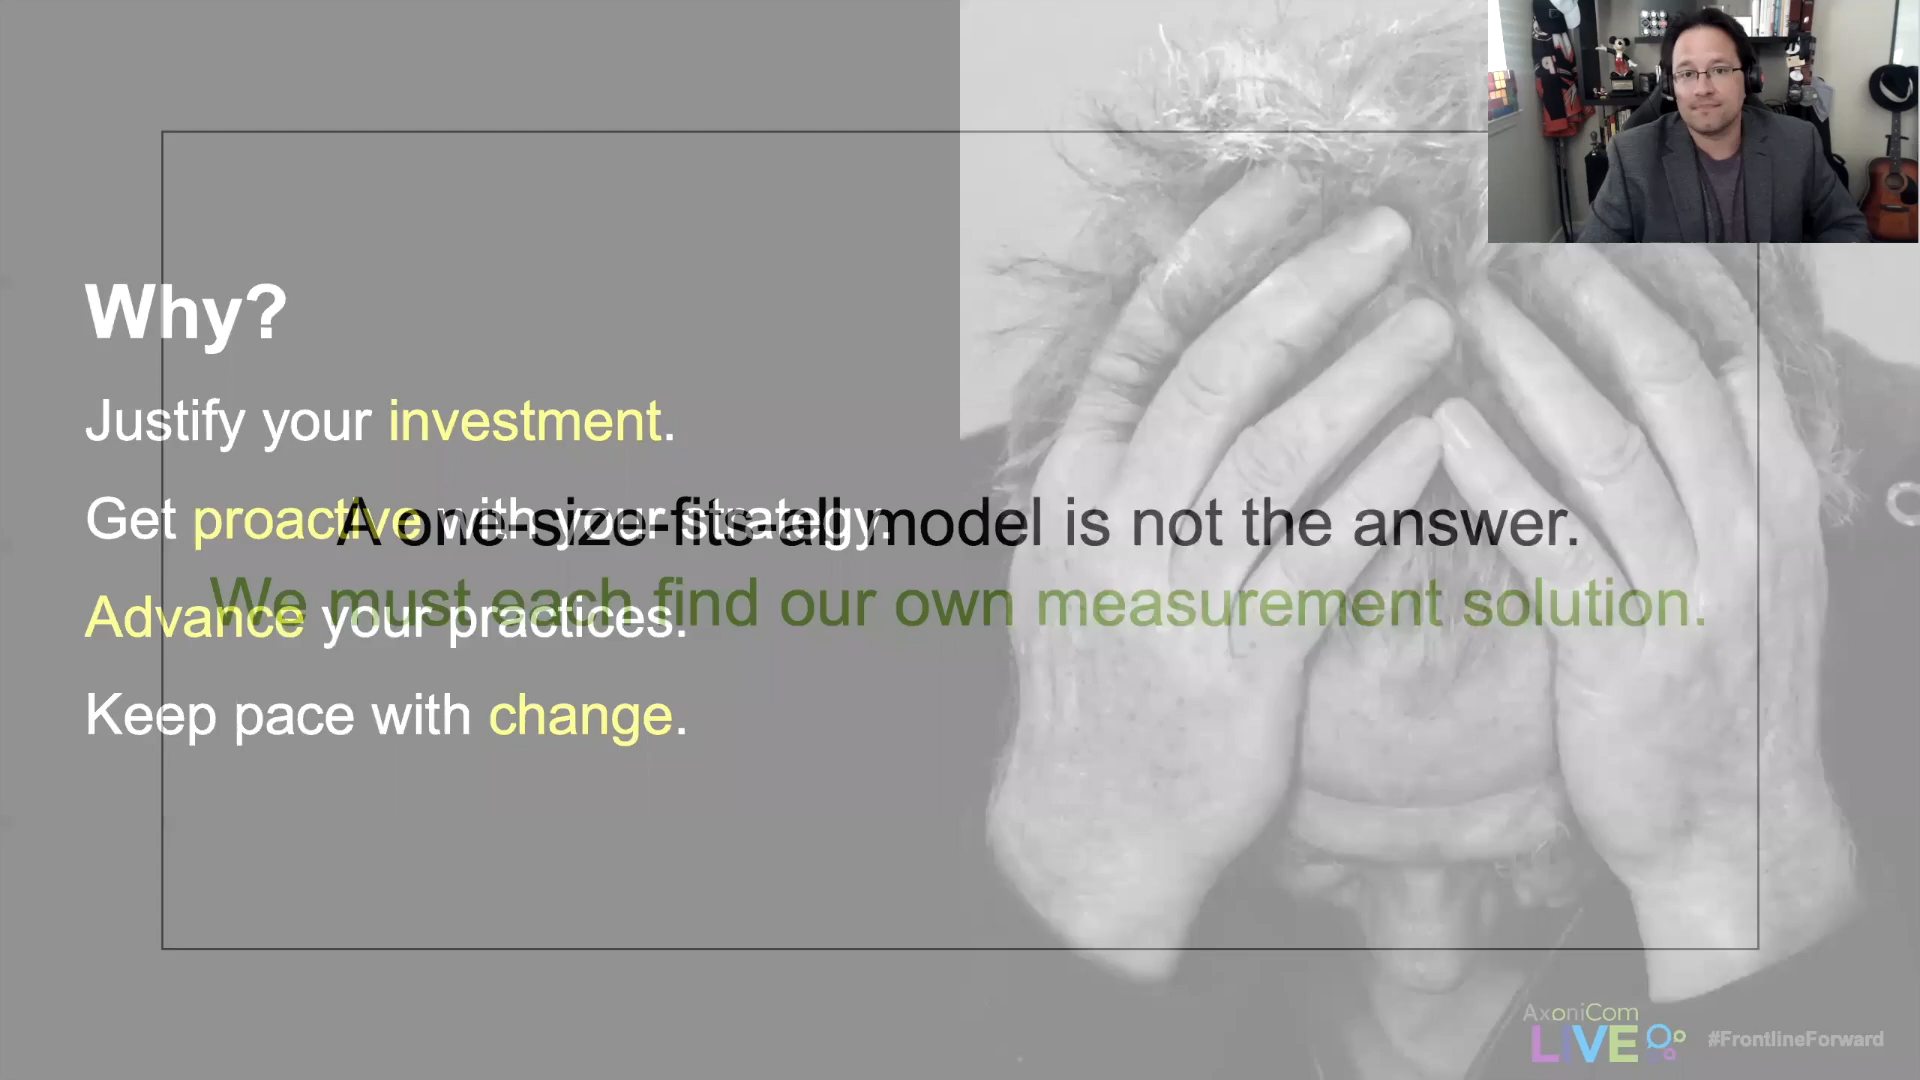 Why?
Justify your investment.
Get proactive with your strategy.
A one-size-fits-all model is not the answer.
We must each find our own measurement solution.
Advance your practices.
Keep pace with change.
AxoniCom
LIVE
#FrontlineForward